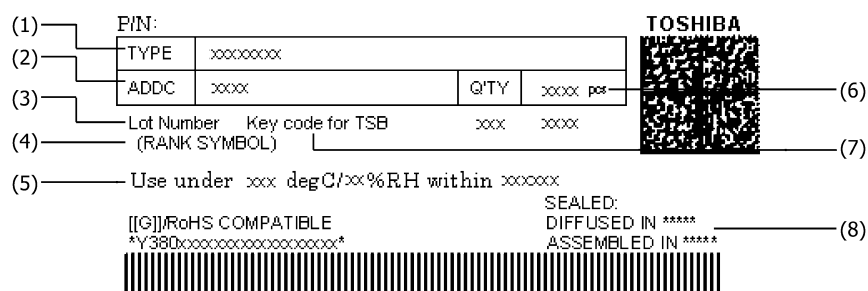 P/N: TOSHIBA
(1) TYPE xxxxxxxx
(2) ADDC xxxx Q'TY xxxx pcs (6)
(3) Lot Number Key code for TSB xxx xxxx
(4) (RANK SYMBOL) (7)
(5) Use under xxx degC/xx%RH within xxxxxx
SEALED:
[[G]]/RoHS COMPATIBLE DIFFUSED IN ***** (8)
*Y380xxxxxxxxxxxxxxxxxx* ASSEMBLED IN *****